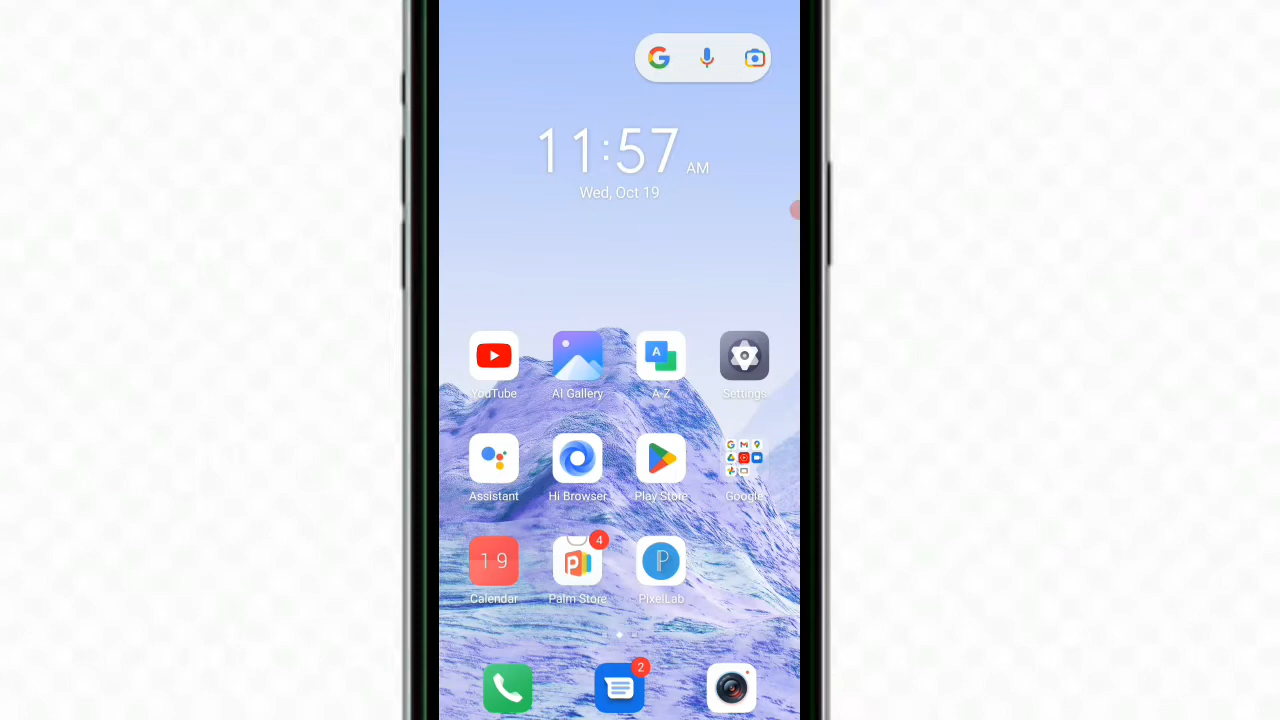 11:57 AM
Wed, Oct 19
YouTube
AI Gallery
A-Z
Settings
Assistant
Hi Browser
Play Store
Google
19
4
Calendar
Palm Store
PixelLab
2